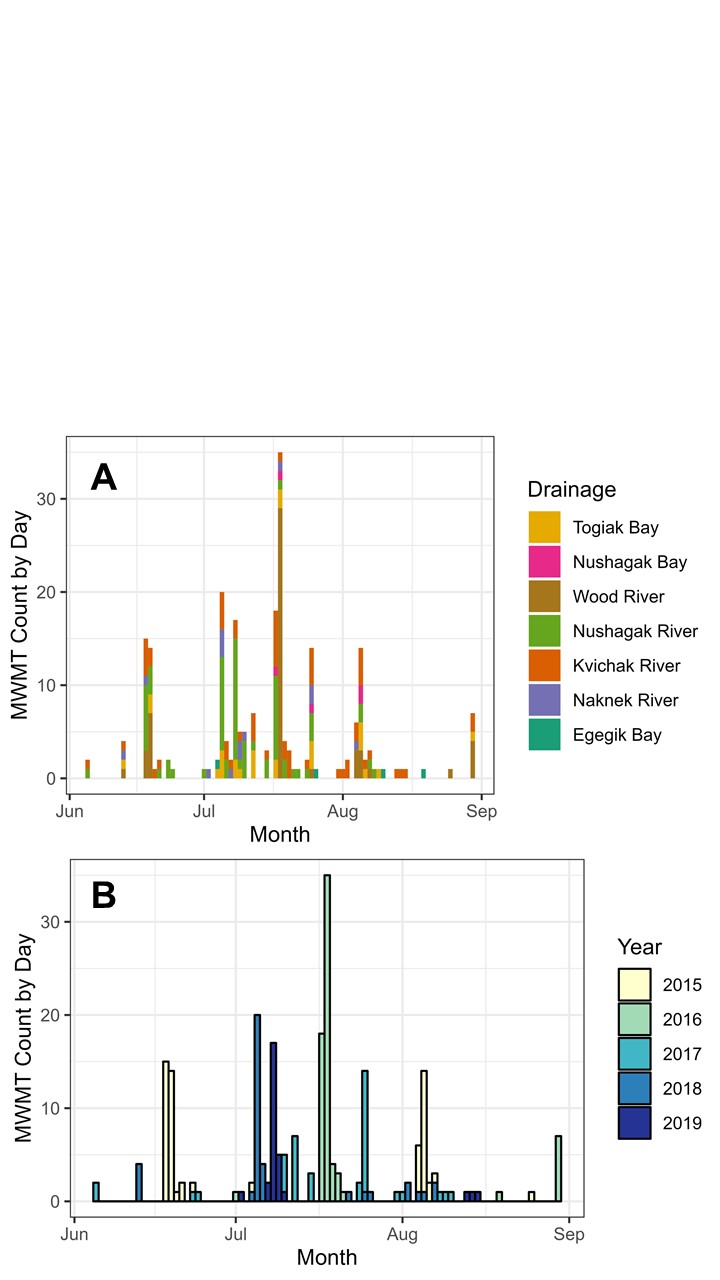 A
MWMT Count by Day
30
20
10
0
Jun
Jul
Aug
Sep
Month
Drainage
Togiak Bay
Nushagak Bay
Wood River
Nushagak River
Kvichak River
Naknek River
Egegik Bay
B
MWMT Count by Day
30
20
10
0
Jun
Jul
Aug
Sep
Month
Year
2015
2016
2017
2018
2019